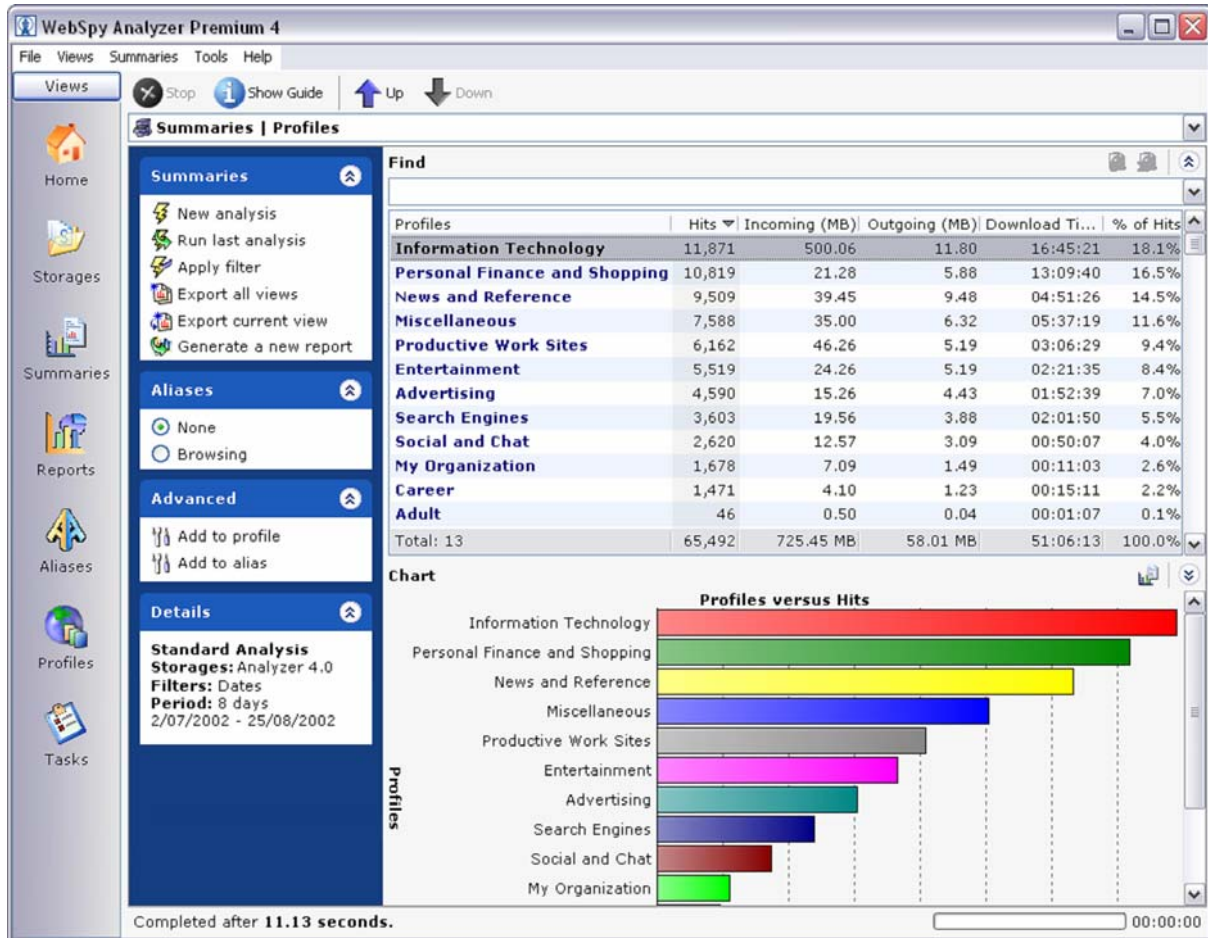 WebSpy Analyzer Premium 4
File Views Summaries Tools Help
Views
Stop Show Guide Up Down
Summaries | Profiles
Home
Storages
Summaries
Reports
Aliases
Profiles
Tasks
Summaries
New analysis
Run last analysis
Apply filter
Export all views
Export current view
Generate a new report
Aliases
None
Browsing
Advanced
Add to profile
Add to alias
Details
Standard Analysis
Storages: Analyzer 4.0
Filters: Dates
Period: 8 days
2/07/2002 - 25/08/2002
Find
Profiles Hits Incoming (MB) Outgoing (MB) Download Ti... % of Hits
Information Technology 11,871 500.06 11.80 16:45:21 18.1%
Personal Finance and Shopping 10,819 21.28 5.88 13:09:40 16.5%
News and Reference 9,509 39.45 9.48 04:51:26 14.5%
Miscellaneous 7,588 35.00 6.32 05:37:19 11.6%
Productive Work Sites 6,162 46.26 5.19 03:06:29 9.4%
Entertainment 5,519 24.26 5.19 02:21:35 8.4%
Advertising 4,590 15.26 4.43 01:52:39 7.0%
Search Engines 3,603 19.56 3.88 02:01:50 5.5%
Social and Chat 2,620 12.57 3.09 00:50:07 4.0%
My Organization 1,678 7.09 1.49 00:11:03 2.6%
Career 1,471 4.10 1.23 00:15:11 2.2%
Adult 46 0.50 0.04 00:01:07 0.1%
Total: 13 65,492 725.45 MB 58.01 MB 51:06:13 100.0%
Chart
Profiles versus Hits
Profiles
Information Technology
Personal Finance and Shopping
News and Reference
Miscellaneous
Productive Work Sites
Entertainment
Advertising
Search Engines
Social and Chat
My Organization
Completed after 11.13 seconds.
00:00:00